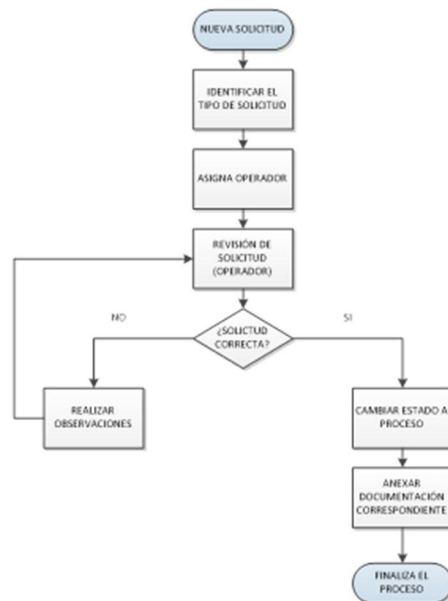 NUEVA SOLICITUD
IDENTIFICAR EL
TIPO DE SOLICITUD
ASIGNA OPERADOR
REVISIÓN DE
SOLICITUD
(OPERADOR)
¿SOLICTUD
CORRECTA?
NO
SI
REALIZAR
OBSERVACIONES
CAMBIAR ESTADO A
PROCESO
ANEXAR
DOCUMENTACIÓN
CORRESPONDIENTE
FINALIZA EL
PROCESO